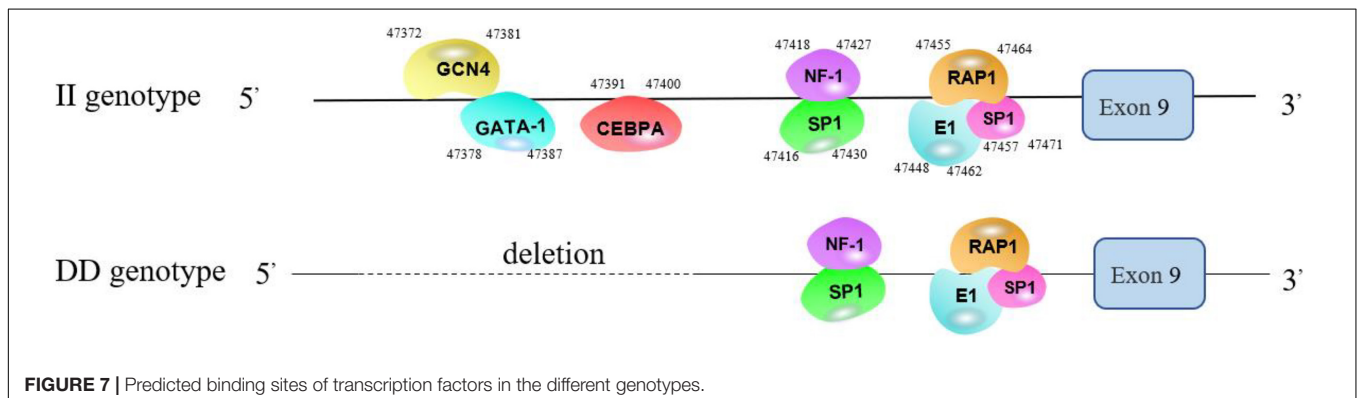 47372 47381 47418 47427 47455 47464
GCN4 NF-1 RAP1
47391 47400
II genotype 5’ Exon 9 3’
GATA-1 CEBPA SP1 E1 SP1
47378 47387 47416 47430 47457 47471
47448 47462
NF-1 RAP1
deletion
DD genotype 5’ Exon 9 3’
SP1 E1 SP1
FIGURE 7 | Predicted binding sites of transcription factors in the different genotypes.